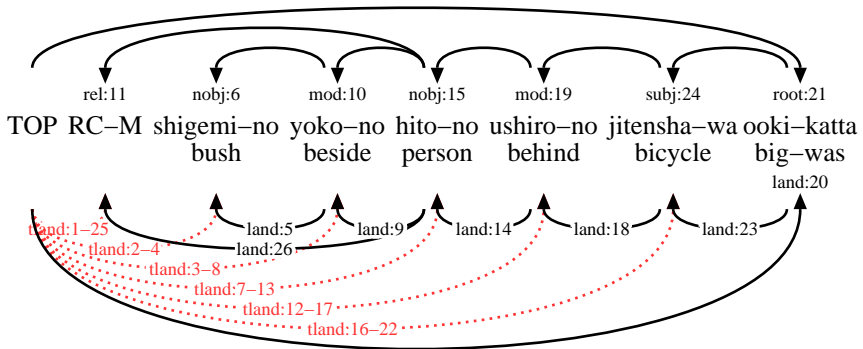 rel:11 nobj:6 mod:10 nobj:15 mod:19 subj:24 root:21
TOP RC–M shigemi–no yoko–no hito–no ushiro–no jitensha–wa ooki–katta
bush beside person behind bicycle big–was
land:20
tland:1–25 land:5 land:9 land:14 land:18 land:23
tland:2–4 land:26
tland:3–8
tland:7–13
tland:12–17
tland:16–22